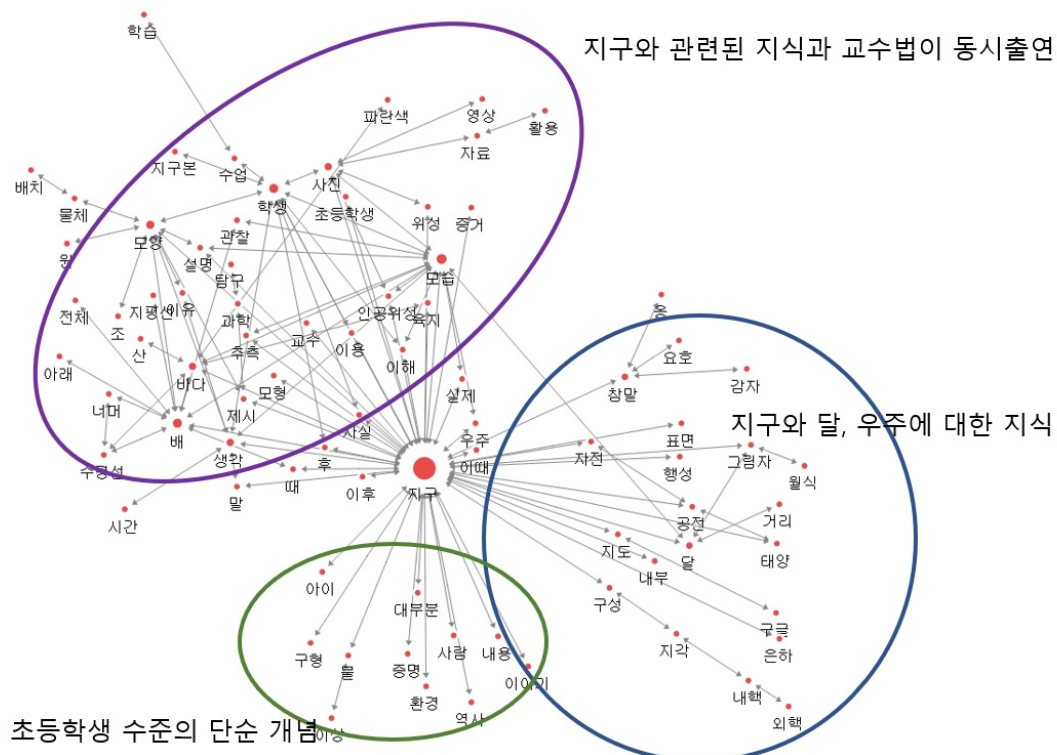 학습
지구와 관련된 지식과 교수법이 동시출연
파란색
영상
활용
자료
지구본
수업
배치
사진
물체
학생
초등학생
위성
증거
관찰
모양
원
설명
탐구
모습
전체
지평선
이유
인공위성
육지
과학
조
교수
이용
산
추측
이해
아래
바다
모형
실제
너머
제시
사실
배
우주
생각
이때
수평선
후
때
이후
지구
말
시간
용
요호
참말
감자
지구와 달, 우주에 대한 지식
표면
자전
행성
그림자
월식
거리
공전
지도
달
태양
내부
구성
구글
은하
지각
내핵
외핵
아이
대부분
구형
물
증명
사람
내용
이야기
환경
역사
초등학생 수준의 단순 개념
이상